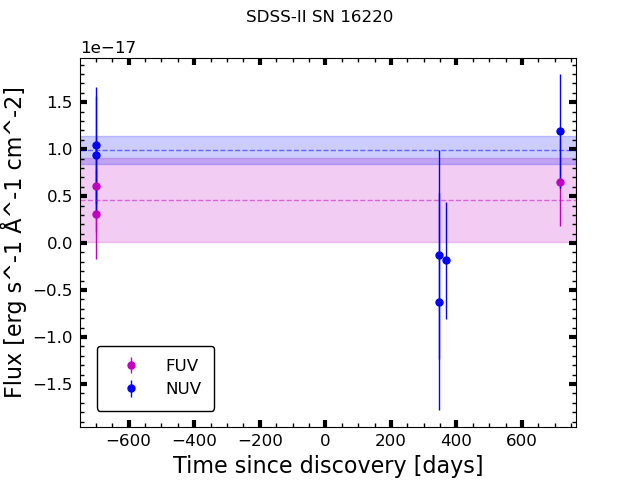 SDSS-II SN 16220
1e−17
1.5
1.0
0.5
0.0
−0.5
−1.0
−1.5
Flux [erg s^-1 Å^-1 cm^-2]
FUV
NUV
−600 −400 −200 0 200 400 600
Time since discovery [days]